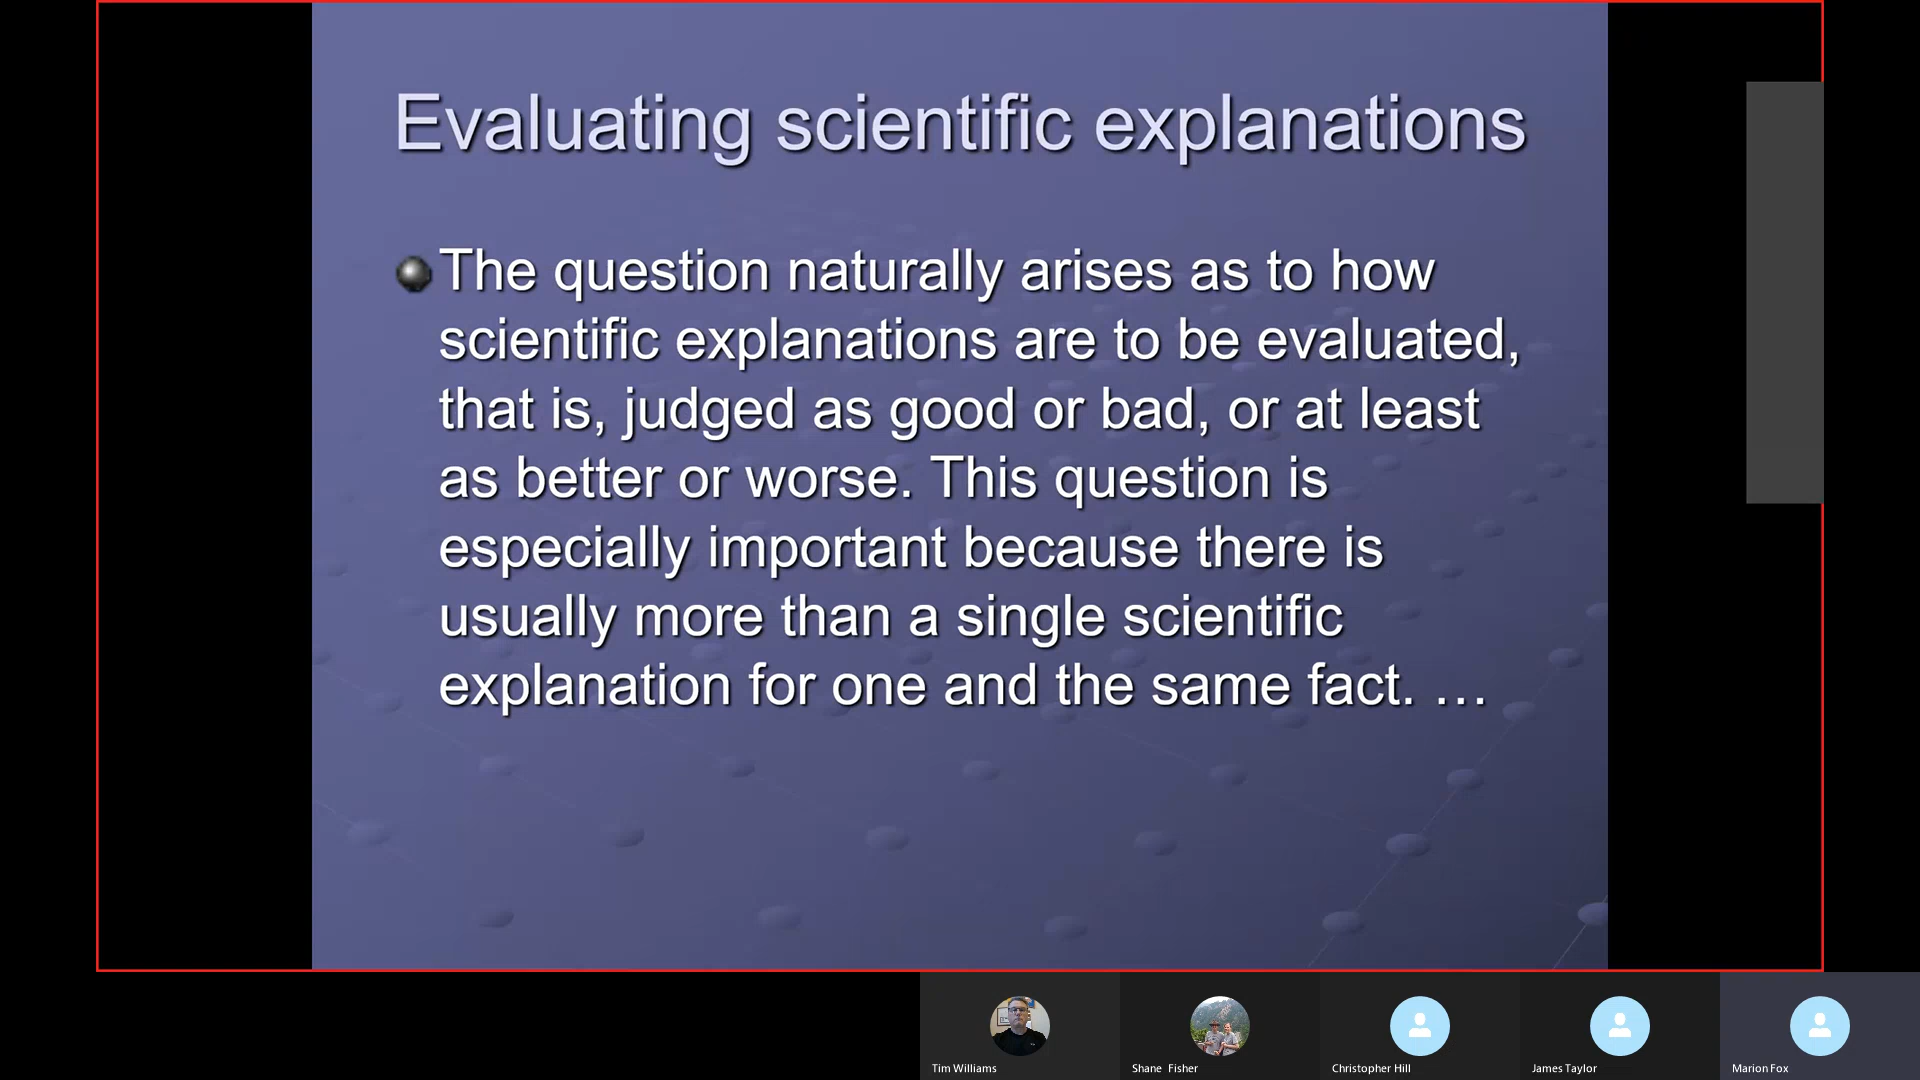 Evaluating scientific explanations
The question naturally arises as to how
scientific explanations are to be evaluated,
that is, judged as good or bad, or at least
as better or worse. This question is
especially important because there is
usually more than a single scientific
explanation for one and the same fact. …
Tim Williams
Shane Fisher
Christopher Hill
James Taylor
Marion Fox